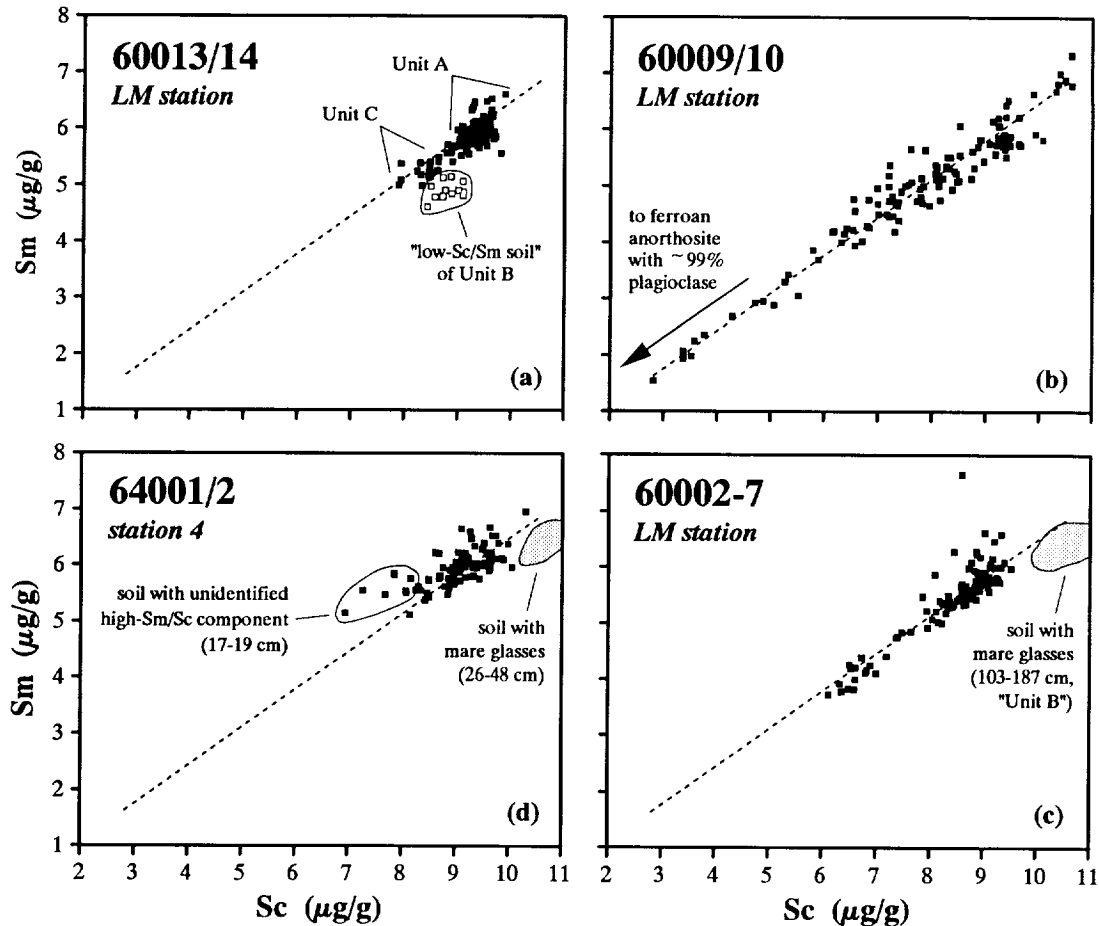 8
7
6
5
4
3
2
1
Sm (μg/g)
60013/14
LM station
Unit A
Unit C
"low-Sc/Sm soil"
of Unit B
(a)
60009/10
LM station
to ferroan
anorthosite
with ~99%
plagioclase
(b)
8
7
6
5
4
3
2
1
Sm (μg/g)
64001/2
station 4
soil with unidentified
high-Sm/Sc component
(17-19 cm)
soil with
mare glasses
(26-48 cm)
(d)
2 3 4 5 6 7 8 9 10 11
Sc (μg/g)
60002-7
LM station
soil with
mare glasses
(103-187 cm,
"Unit B")
(c)
2 3 4 5 6 7 8 9 10 11
Sc (μg/g)